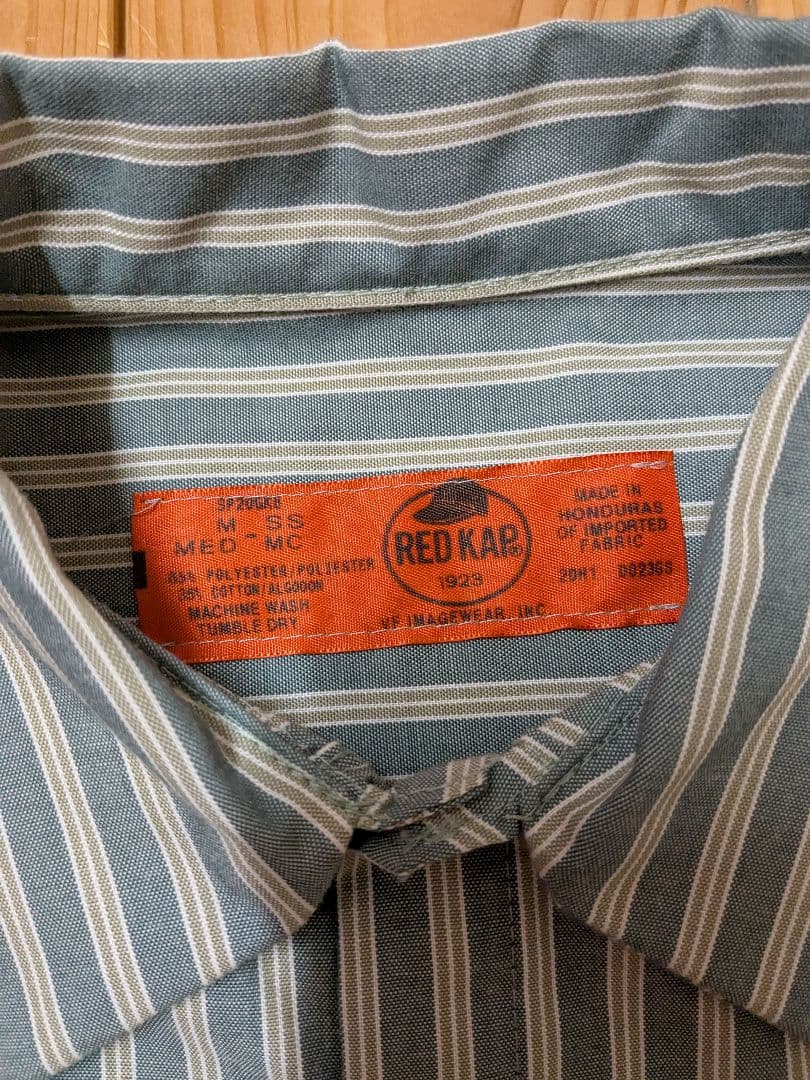 M SS
MED MC
65% POLYESTER/POLIESTER
35% COTTON/ALGODON
MACHINE WASH
TUMBLE DRY
RED KAP®
1923
VF IMAGEWEAR, INC.
MADE IN
HONDURAS
OF IMPORTED
FABRIC
20H1